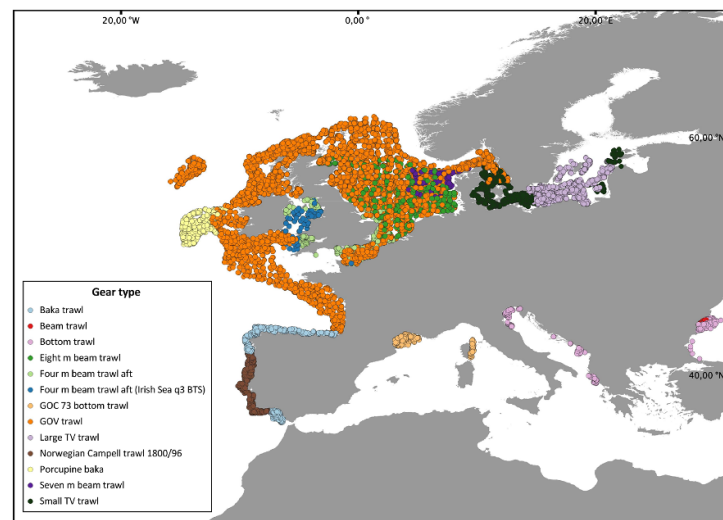 20,00 °W 0,00 ° 20,00 °E
60,00 °N
40,00 °N
Gear type
Baka trawl
Beam trawl
Bottom trawl
Eight m beam trawl
Four m beam trawl aft
Four m beam trawl aft (Irish Sea q3 BTS)
GOC 73 bottom trawl
GOV trawl
Large TV trawl
Norwegian Campell trawl 1800/96
Porcupine baka
Seven m beam trawl
Small TV trawl